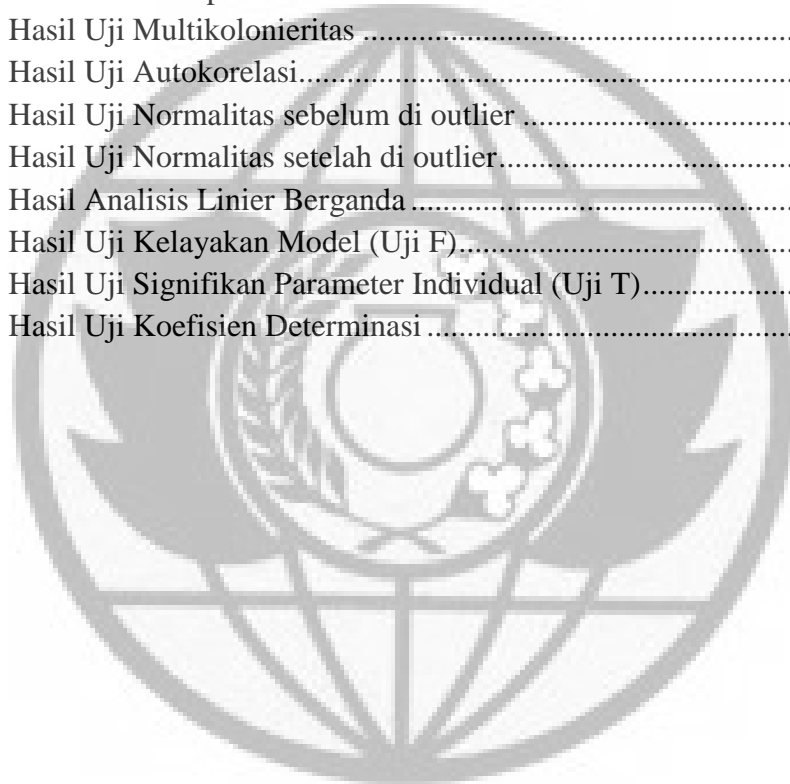 Hasil Uji Multikolonieritas ........................................................
Hasil Uji Autokorelasi................................................................
Hasil Uji Normalitas sebelum di outlier ...................................
Hasil Uji Normalitas setelah di outlier......................................
Hasil Analisis Linier Berganda ..................................................
Hasil Uji Kelayakan Model (Uji F)...........................................
Hasil Uji Signifikan Parameter Individual (Uji T)...................
Hasil Uji Koefisien Determinasi ...............................................